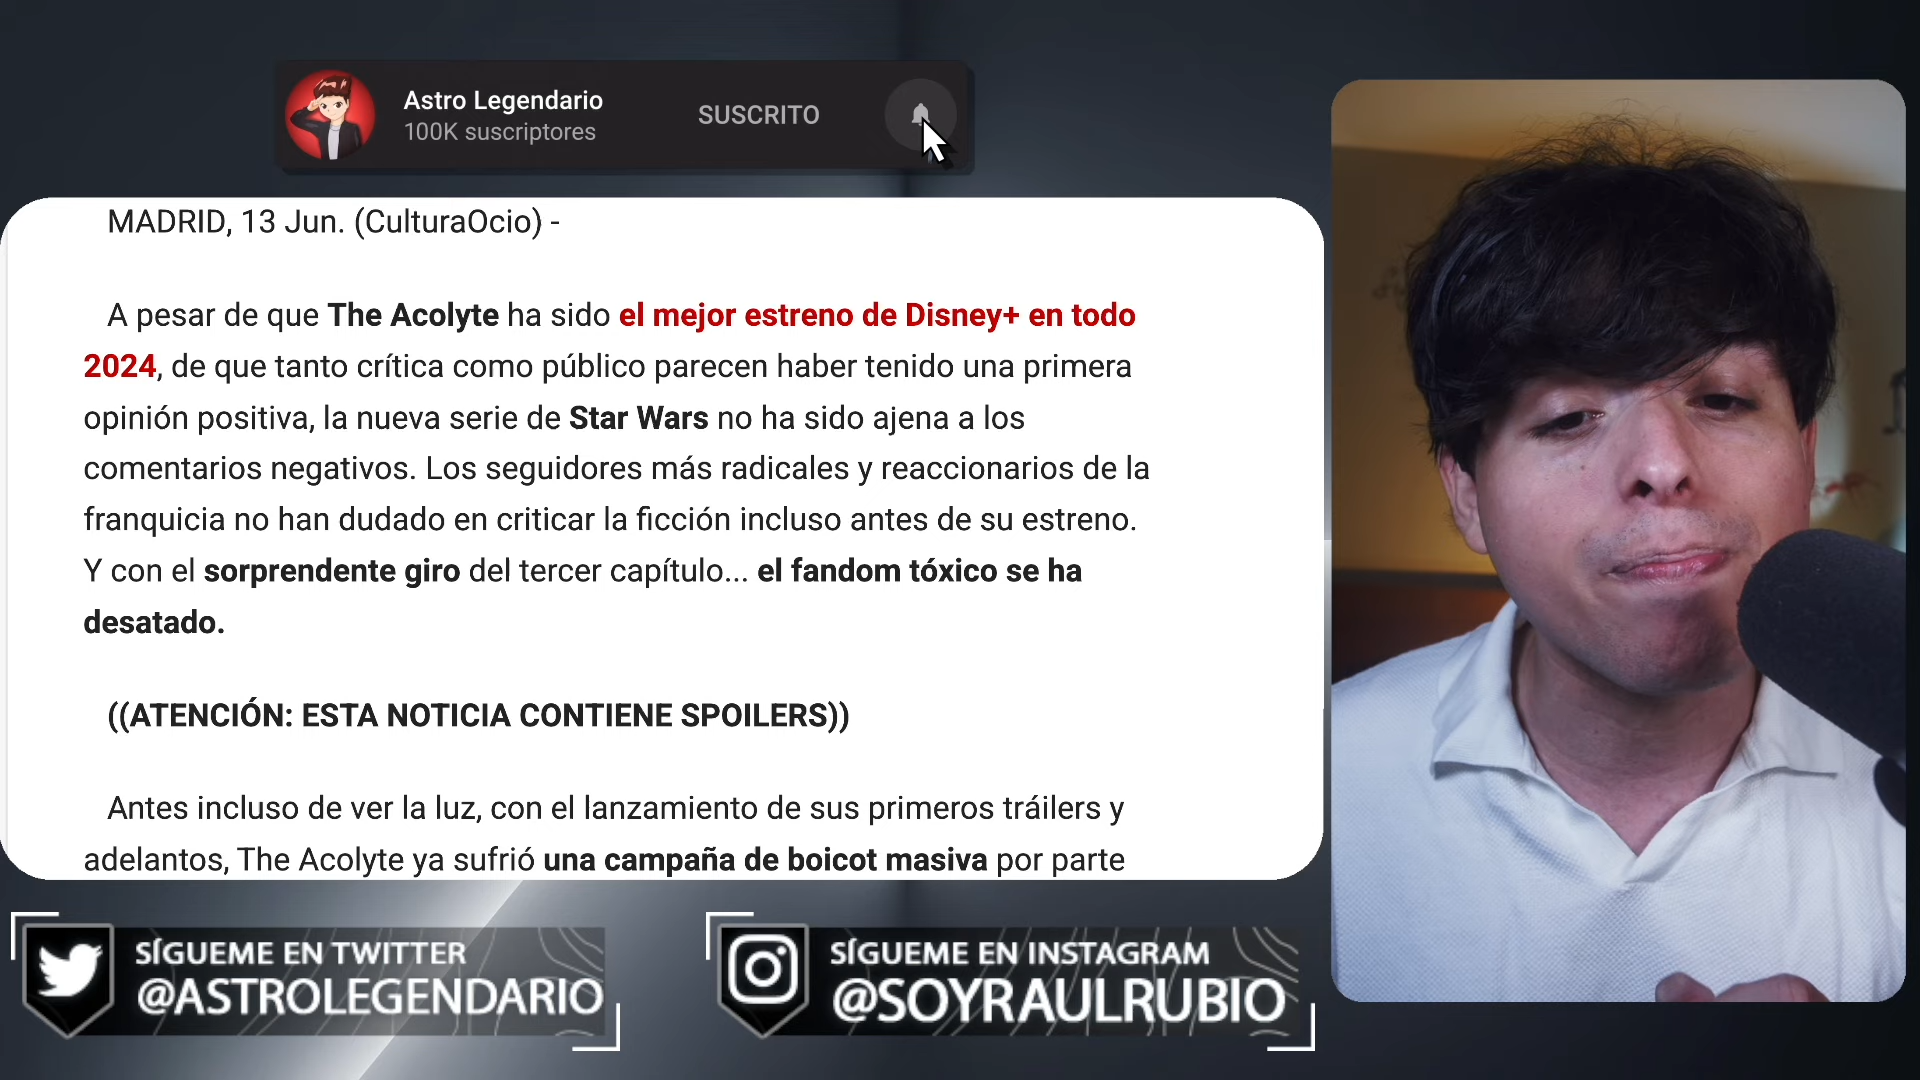 Astro Legendario
100K suscriptores
SUSCRITO
MADRID, 13 Jun. (CulturaOcio) -
A pesar de que The Acolyte ha sido el mejor estreno de Disney+ en todo
2024, de que tanto crítica como público parecen haber tenido una primera
opinión positiva, la nueva serie de Star Wars no ha sido ajena a los
comentarios negativos. Los seguidores más radicales y reaccionarios de la
franquicia no han dudado en criticar la ficción incluso antes de su estreno.
Y con el sorprendente giro del tercer capítulo... el fandom tóxico se ha
desatado.
((ATENCIÓN: ESTA NOTICIA CONTIENE SPOILERS))
Antes incluso de ver la luz, con el lanzamiento de sus primeros tráilers y
adelantos, The Acolyte ya sufrió una campaña de boicot masiva por parte
SÍGUEME EN TWITTER
@ASTROLEGENDARIO
SÍGUEME EN INSTAGRAM
@SOYRAULRUBIO